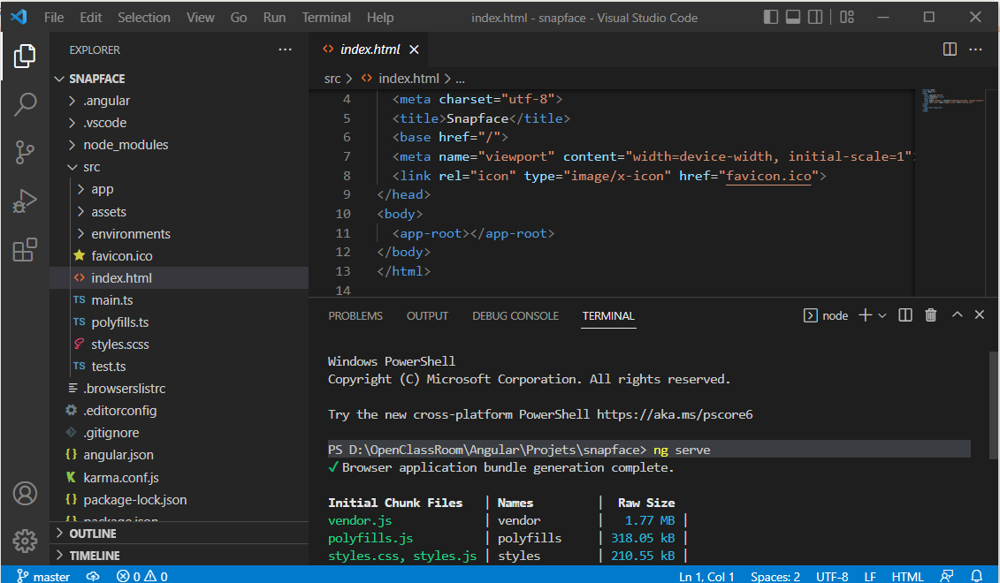 File Edit Selection View Go Run Terminal Help index.html - snapface - Visual Studio Code
EXPLORER
SNAPFACE
.angular
.vscode
node_modules
src
app
assets
environments
favicon.ico
index.html
TS main.ts
TS polyfills.ts
styles.scss
TS test.ts
.browserslistrc
.editorconfig
.gitignore
{} angular.json
karma.conf.js
{} package-lock.json
{} package.json
OUTLINE
TIMELINE
index.html
src > index.html > ...
4 <meta charset="utf-8">
5 <title>Snapface</title>
6 <base href="/">
7 <meta name="viewport" content="width=device-width, initial-scale=1">
8 <link rel="icon" type="image/x-icon" href="favicon.ico">
9 </head>
10 <body>
11 <app-root></app-root>
12 </body>
13 </html>
14
PROBLEMS OUTPUT DEBUG CONSOLE TERMINAL node
Windows PowerShell
Copyright (C) Microsoft Corporation. All rights reserved.
Try the new cross-platform PowerShell https://aka.ms/pscore6
PS D:\OpenClassRoom\Angular\Projets\snapface> ng serve
✓ Browser application bundle generation complete.
Initial Chunk Files | Names | Raw Size
vendor.js | vendor | 1.77 MB |
polyfills.js | polyfills | 318.05 kB |
styles.css, styles.js | styles | 210.55 kB |
master 0 0 Ln 1, Col 1 Spaces: 2 UTF-8 LF HTML